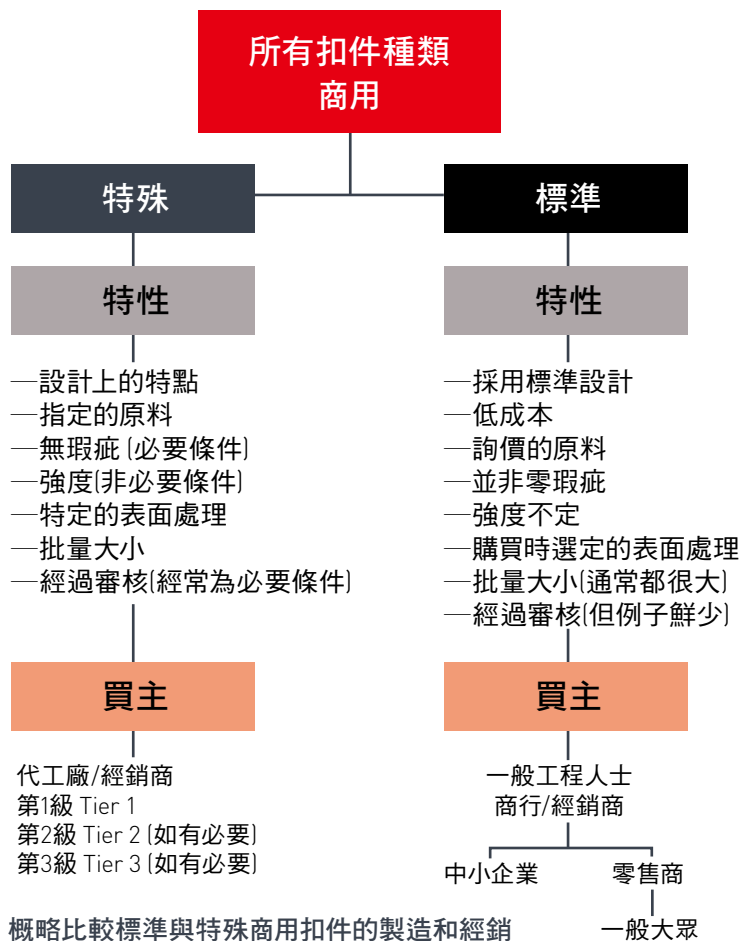 所有扣件種類
商用
特殊
標準
特性
特性
—設計上的特點
—指定的原料
—無瑕疵(必要條件)
—強度(非必要條件)
—特定的表面處理
—批量大小
—經過審核(經常為必要條件)
—採用標準設計
—低成本
—詢價的原料
—並非零瑕疵
—強度不定
—購買時選定的表面處理
—批量大小(通常都很大)
—經過審核(但例子鮮少)
買主
買主
代工廠/經銷商
第1級 Tier 1
第2級 Tier 2 (如有必要)
第3級 Tier 3 (如有必要)
一般工程人士
商行/經銷商
中小企業
零售商
一般大眾
概略比較標準與特殊商用扣件的製造和經銷